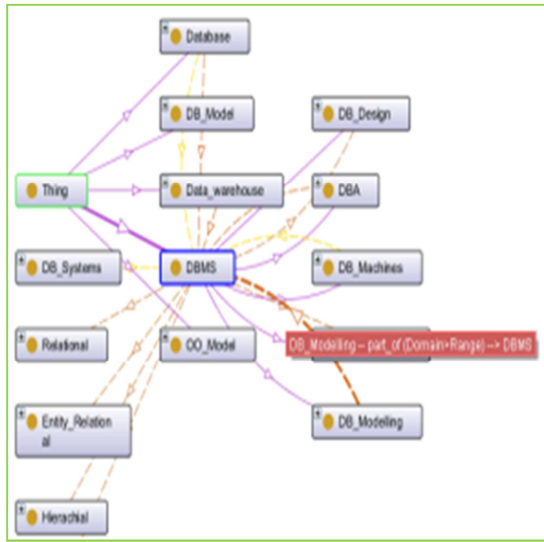 Database
DB_Model
DB_Design
Thing
Data_warehouse
DBA
DB_Systems
DBMS
DB_Machines
Relational
OO_Model
DB_Modelling -- part_of (Domain>Range) --> DBMS
Entity_Relation
al
DB_Modelling
Hierachial